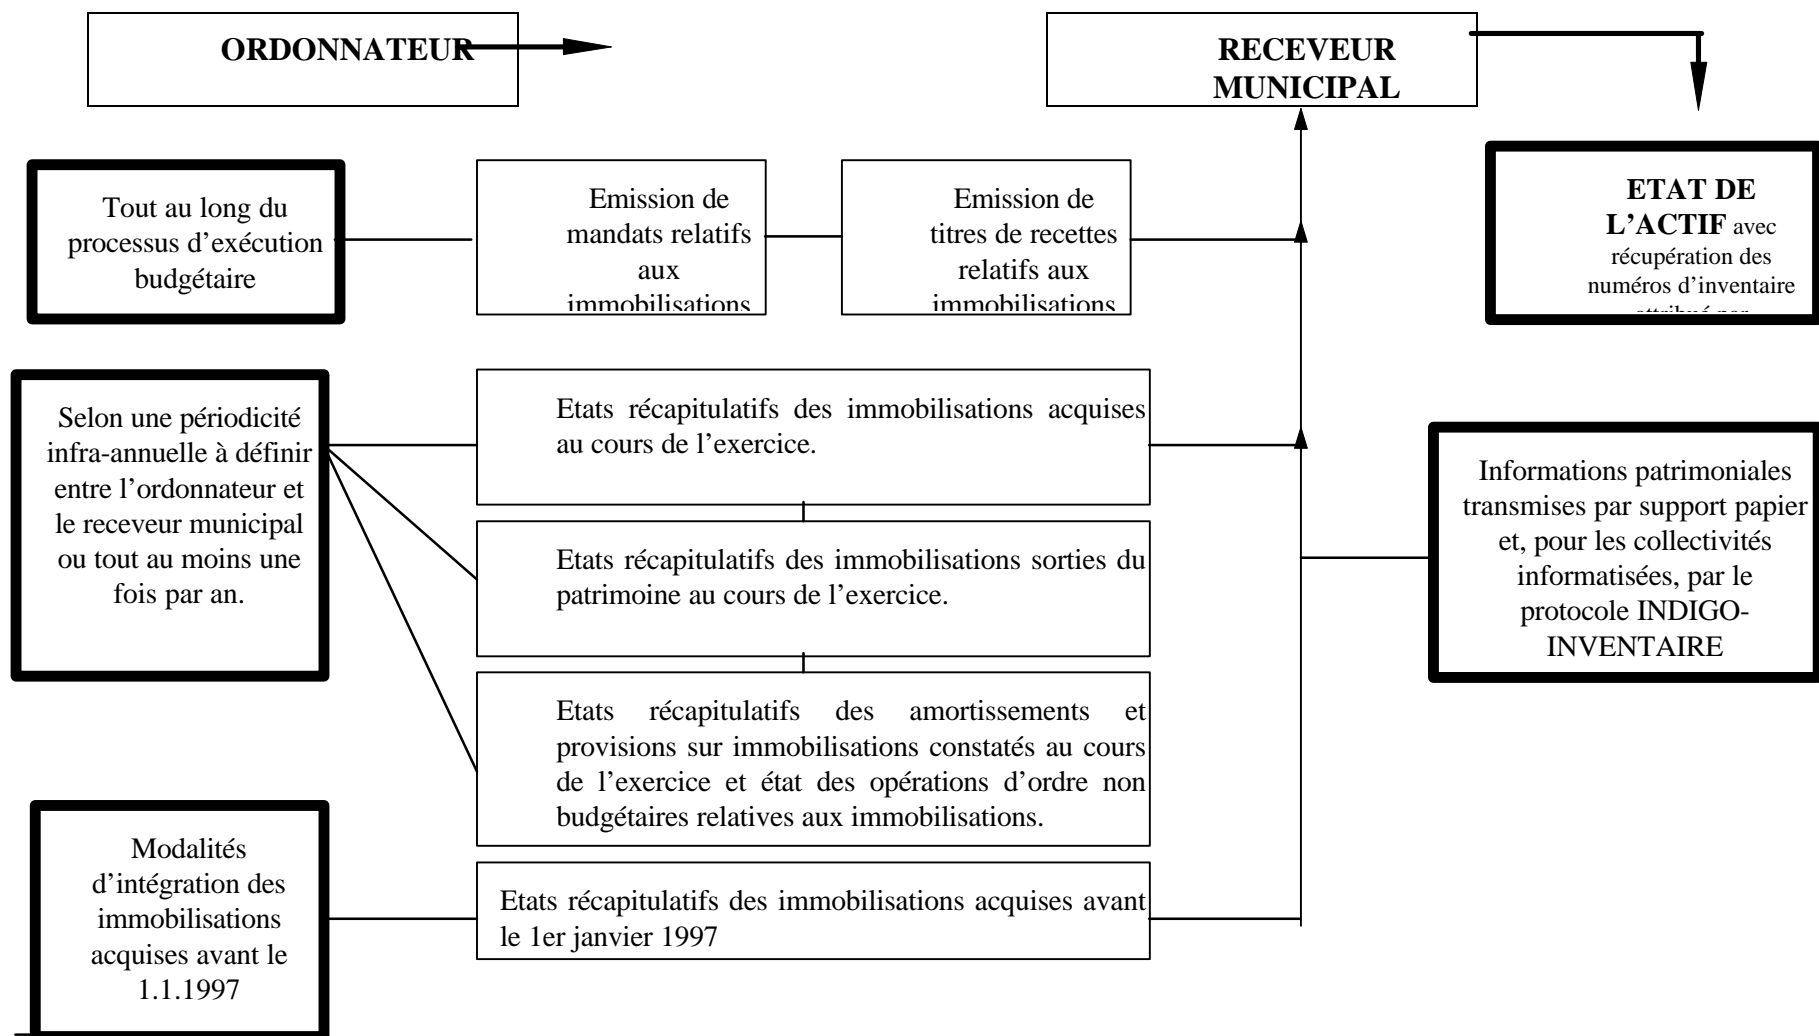 ORDONNATEUR
RECEVEUR
MUNICIPAL
Tout au long du
processus d’exécution
budgétaire
Emission de
mandats relatifs
aux
immobilisations
Emission de
titres de recettes
relatifs aux
immobilisations
ETAT DE
L’ACTIF avec
récupération des
numéros d’inventaire
attribué par
Selon une périodicité
infra-annuelle à définir
entre l’ordonnateur et
le receveur municipal
ou tout au moins une
fois par an.
Etats récapitulatifs des immobilisations acquises
au cours de l’exercice.
Etats récapitulatifs des immobilisations sorties du
patrimoine au cours de l’exercice.
Etats récapitulatifs des amortissements et
provisions sur immobilisations constatés au cours
de l’exercice et état des opérations d’ordre non
budgétaires relatives aux immobilisations.
Informations patrimoniales
transmises par support papier
et, pour les collectivités
informatisées, par le
protocole INDIGO-
INVENTAIRE
Modalités
d’intégration des
immobilisations
acquises avant le
1.1.1997
Etats récapitulatifs des immobilisations acquises avant
le 1er janvier 1997